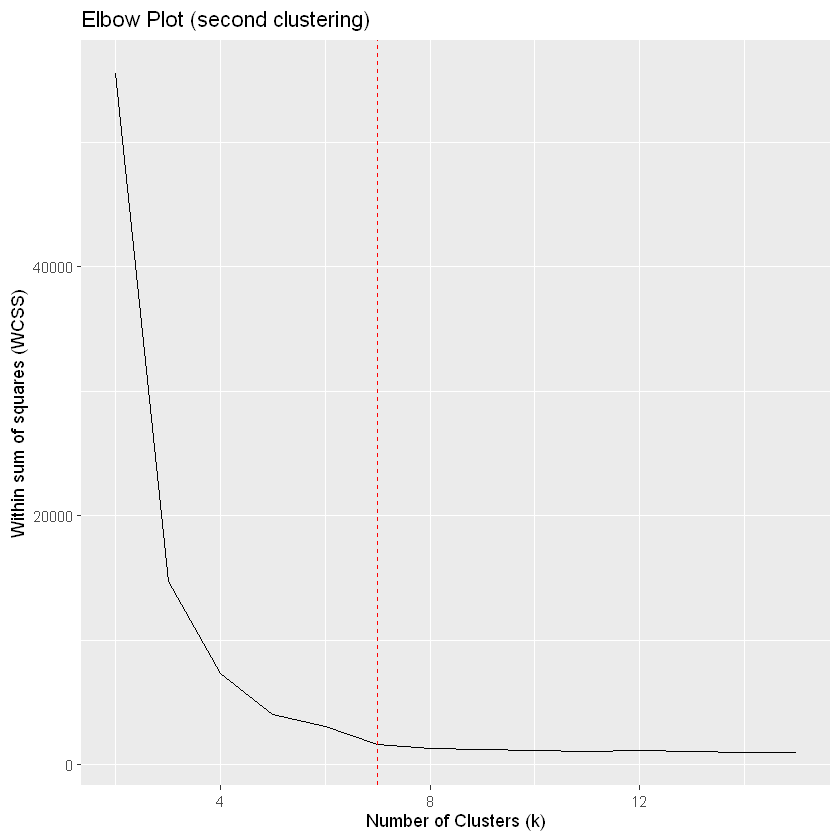 Elbow Plot (second clustering)
Within sum of squares (WCSS)
40000
20000
0
4
8
12
Number of Clusters (k)